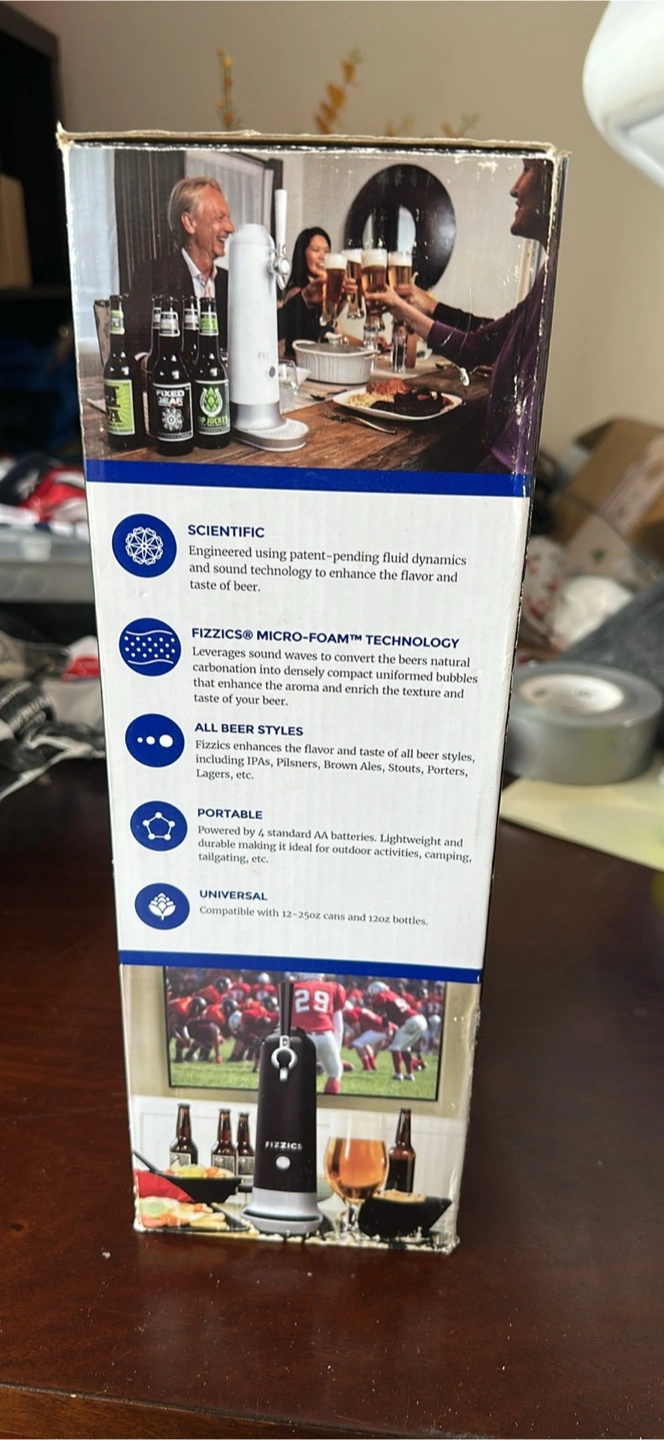 FIXED
GEAR
SCIENTIFIC
Engineered using patent-pending fluid dynamics
and sound technology to enhance the flavor and
taste of beer.
FIZZICS® MICRO-FOAM™ TECHNOLOGY
Leverages sound waves to convert the beers natural
carbonation into densely compact uniformed bubbles
that enhance the aroma and enrich the texture and
taste of your beer.
ALL BEER STYLES
Fizzics enhances the flavor and taste of all beer styles,
including IPAs, Pilsners, Brown Ales, Stouts, Porters,
Lagers, etc.
PORTABLE
Powered by 4 standard AA batteries. Lightweight and
durable making it ideal for outdoor activities, camping,
tailgating, etc.
UNIVERSAL
Compatible with 12-25oz cans and 12oz bottles.
29
FIZZICS